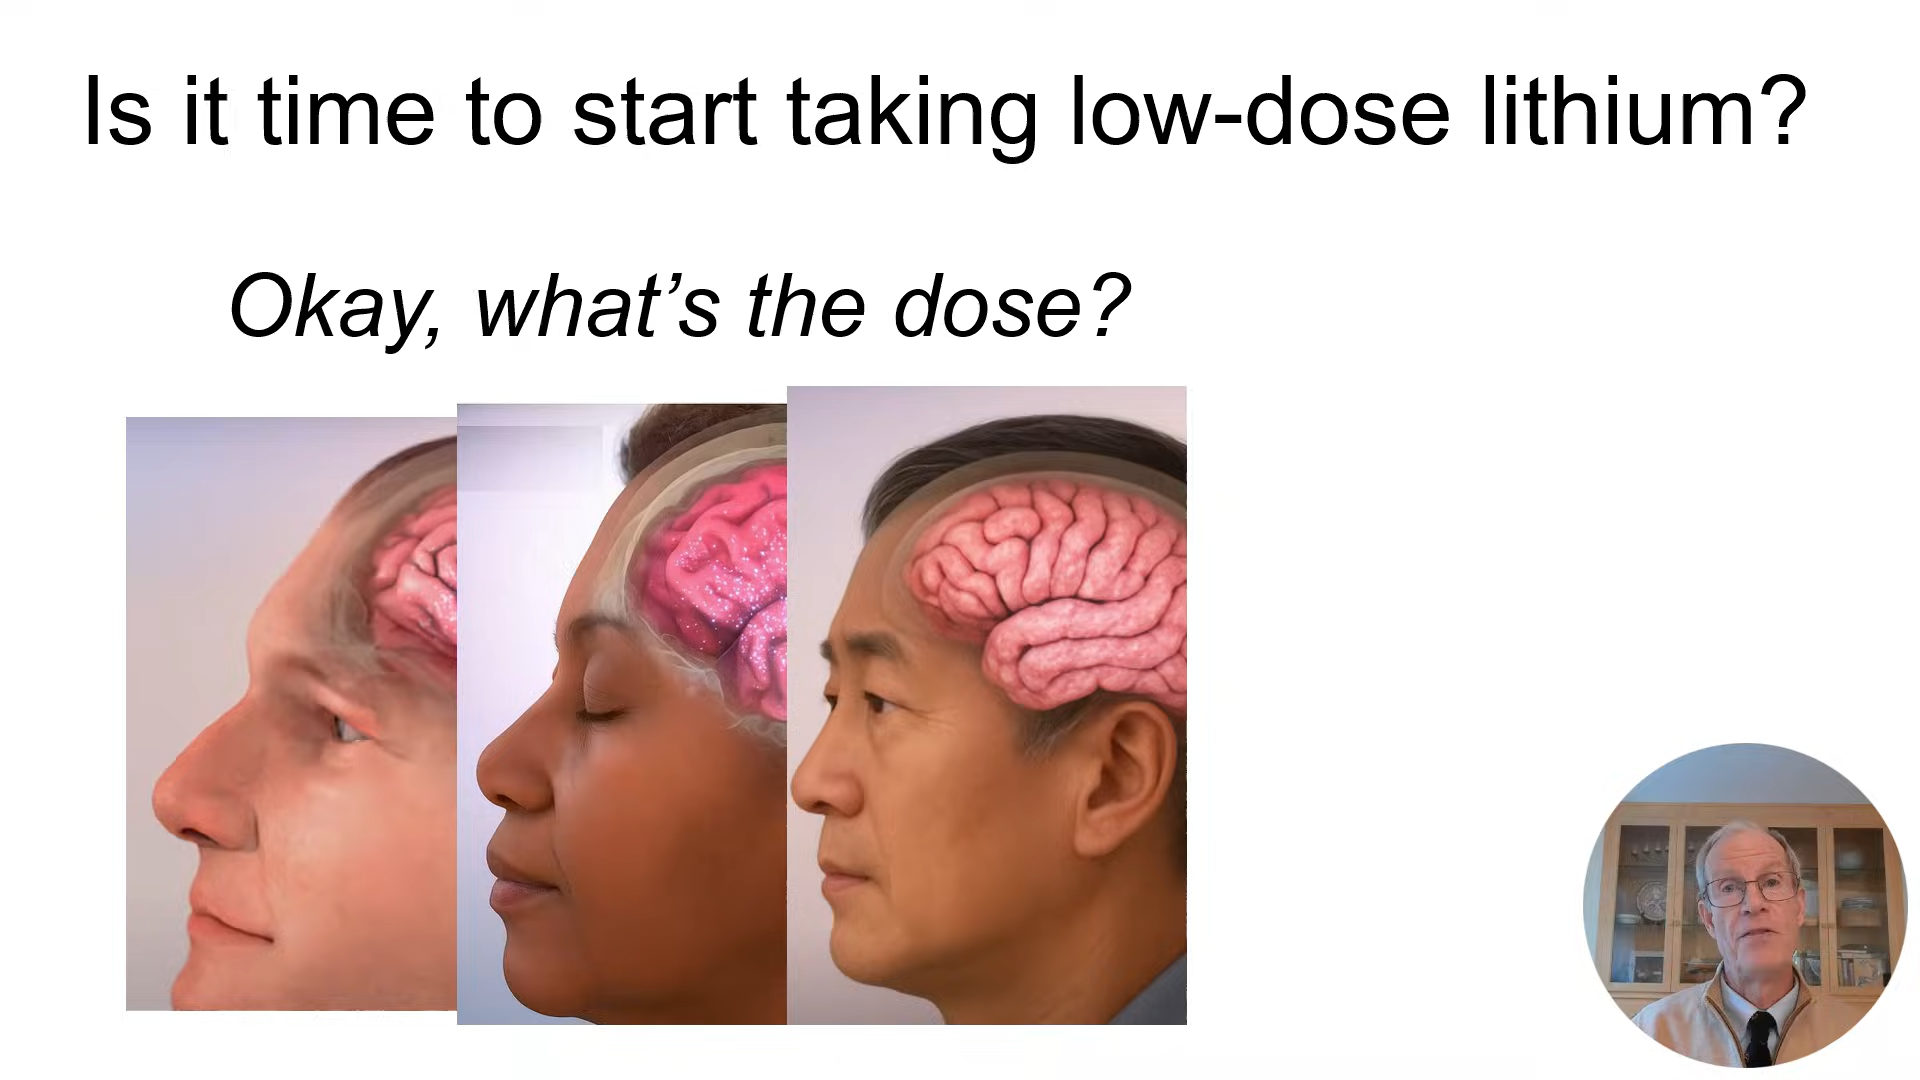 Is it time to start taking low-dose lithium?
Okay, what’s the dose?